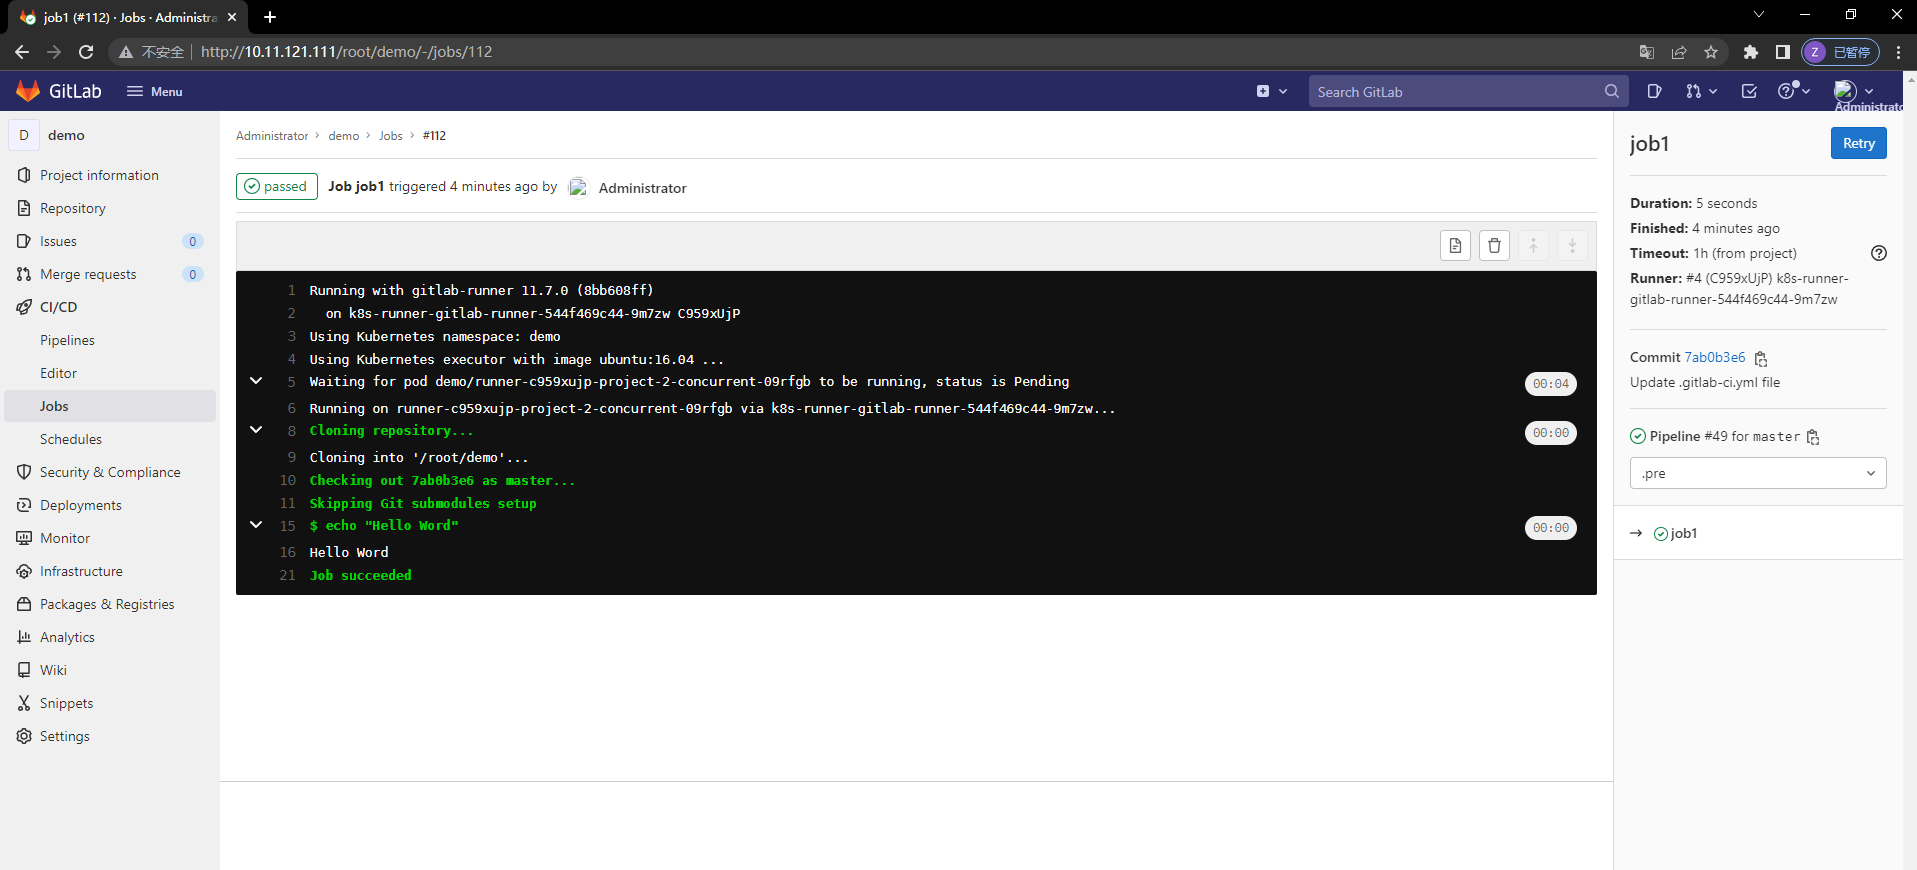 job1 (#112) · Jobs · Administra
不安全
http://10.11.121.111/root/demo/-/jobs/112
Z 已暂停
GitLab
Menu
Search GitLab
Administrato
D demo
Project information
Repository
Issues 0
Merge requests 0
CI/CD
Pipelines
Editor
Jobs
Schedules
Security & Compliance
Deployments
Monitor
Infrastructure
Packages & Registries
Analytics
Wiki
Snippets
Settings
Administrator > demo > Jobs > #112
passed Job job1 triggered 4 minutes ago by Administrator
1 Running with gitlab-runner 11.7.0 (8bb608ff)
2 on k8s-runner-gitlab-runner-544f469c44-9m7zw C959xUjP
3 Using Kubernetes namespace: demo
4 Using Kubernetes executor with image ubuntu:16.04 ...
5 Waiting for pod demo/runner-c959xujp-project-2-concurrent-09rfgb to be running, status is Pending 00:04
6 Running on runner-c959xujp-project-2-concurrent-09rfgb via k8s-runner-gitlab-runner-544f469c44-9m7zw...
8 Cloning repository... 00:00
9 Cloning into '/root/demo'...
10 Checking out 7ab0b3e6 as master...
11 Skipping Git submodules setup
15 $ echo "Hello Word" 00:00
16 Hello Word
21 Job succeeded
job1
Retry
Duration: 5 seconds
Finished: 4 minutes ago
Timeout: 1h (from project)
Runner: #4 (C959xUjP) k8s-runner-
gitlab-runner-544f469c44-9m7zw
Commit 7ab0b3e6
Update .gitlab-ci.yml file
Pipeline #49 for master
.pre
→ job1